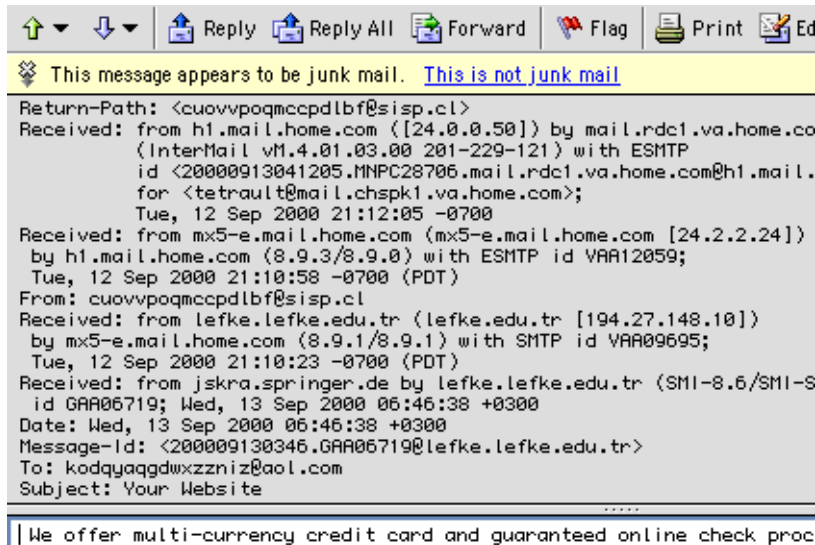 Reply Reply All Forward Flag Print Ed
This message appears to be junk mail. This is not junk mail
Return-Path: <cuovvpoqmccpdlbf@sisp.cl>
Received: from h1.mail.home.com ([24.0.0.50]) by mail.rdc1.va.home.co
(InterMail vM.4.01.03.00 201-229-121) with ESMTP
id <20000913041205.MNPC28706.mail.rdc1.va.home.com@h1.mail.
for <tetrault@mail.chspk1.va.home.com>;
Tue, 12 Sep 2000 21:12:05 -0700
Received: from mx5-e.mail.home.com (mx5-e.mail.home.com [24.2.2.24])
by h1.mail.home.com (8.9.3/8.9.0) with ESMTP id VAA12059;
Tue, 12 Sep 2000 21:10:58 -0700 (PDT)
From: cuovvpoqmccpdlbf@sisp.cl
Received: from lefke.lefke.edu.tr (lefke.edu.tr [194.27.148.10])
by mx5-e.mail.home.com (8.9.1/8.9.1) with SMTP id VAA09695;
Tue, 12 Sep 2000 21:10:23 -0700 (PDT)
Received: from jskra.springer.de by lefke.lefke.edu.tr (SMI-8.6/SMI-S
id GAA06719; Wed, 13 Sep 2000 06:46:38 +0300
Date: Wed, 13 Sep 2000 06:46:38 +0300
Message-Id: <200009130346.GAA06719@lefke.lefke.edu.tr>
To: kodqyaqgdwxzzniz@aol.com
Subject: Your Website
We offer multi-currency credit card and guaranteed online check proc